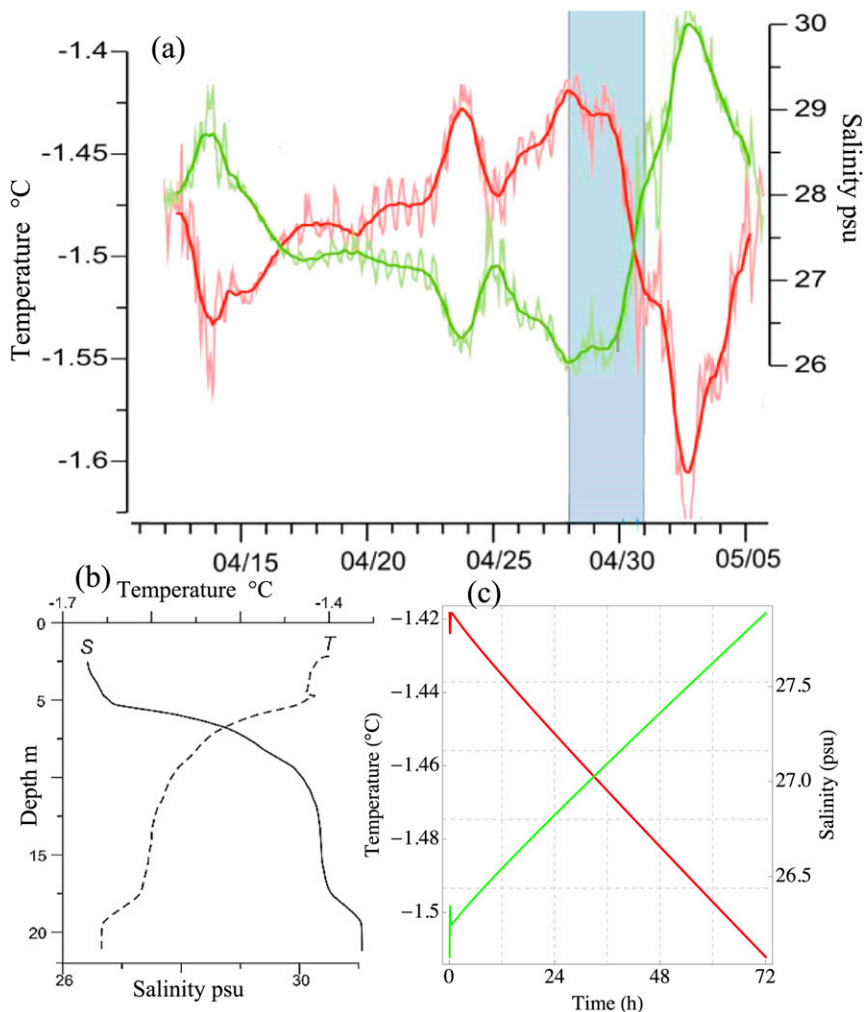 (a)
-1.4
-1.45
-1.5
-1.55
-1.6
Temperature °C
30
29
28
27
26
Salinity psu
04/15
04/20
04/25
04/30
05/05
(b)
Temperature °C
-1.7
-1.4
0
5
15
20
Depth m
S
T
26
30
Salinity psu
(c)
−1.42
−1.44
−1.46
−1.48
−1.5
Temperature (°C)
27.5
27.0
26.5
Salinity (psu)
0
24
48
72
Time (h)